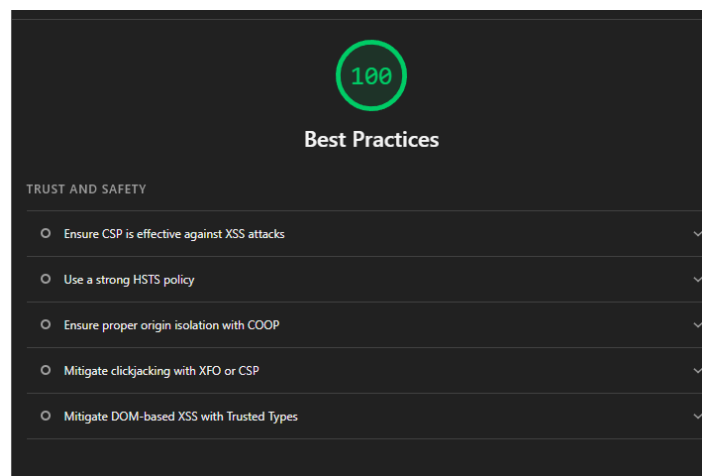 100
Best Practices
TRUST AND SAFETY
Ensure CSP is effective against XSS attacks
Use a strong HSTS policy
Ensure proper origin isolation with COOP
Mitigate clickjacking with XFO or CSP
Mitigate DOM-based XSS with Trusted Types